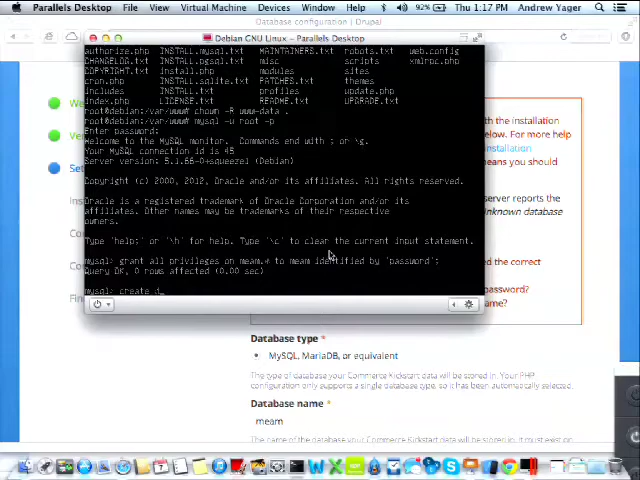 Parallels Desktop File View Virtual Machine Devices Window Help 92% Thu 1:17 PM Andrew Yager
Database configuration | Drupal
Debian GNU Linux – Parallels Desktop
authorize.php INSTALL.mysql.txt MAINTAINERS.txt robots.txt web.config
CHANGELOG.txt INSTALL.pgsql.txt misc scripts xmlrpc.php
COPYRIGHT.txt install.php modules sites
cron.php INSTALL.sqlite.txt PATCHES.txt themes
includes INSTALL.txt profiles update.php
index.php LICENSE.txt README.txt UPGRADE.txt
root@debian:/var/www# chown -R www-data .
root@debian:/var/www# mysql -u root -p
Enter password:
Welcome to the MySQL monitor.  Commands end with ; or \g.
Your MySQL connection id is 45
Server version: 5.1.66-0+squeeze1 (Debian)
Copyright (c) 2000, 2012, Oracle and/or its affiliates. All rights reserved.
Oracle is a registered trademark of Oracle Corporation and/or its
affiliates. Other names may be trademarks of their respective
owners.
Type 'help;' or '\h' for help. Type '\c' to clear the current input statement.
mysql> grant all privileges on meam.* to meam identified by 'password';
Query OK, 0 rows affected (0.00 sec)
mysql> create d_
We
Ver
Set
Inst
Con
Fin
the installation
For more help
installation
means you should
server reports the
Unknown database
ed the correct
password?
name?
Database type *
• MySQL, MariaDB, or equivalent
The type of database your Commerce Kickstart data will be stored in. Your PHP
configuration only supports a single database type, so it has been automatically selected.
Database name *
meam
The name of the database your Commerce Kickstart data will be stored in. It must exist on